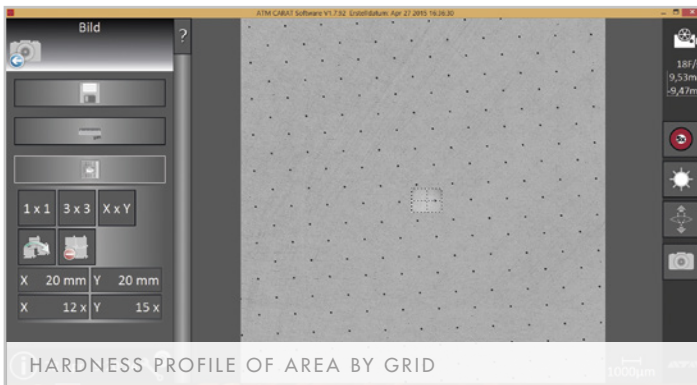 ATM CARAT Software V1.7.52 Erstelldatum: Apr 27 2015 16:36:30
Bild
?
18F/
9,53m
-9,47m
1 x 1 3 x 3 X x Y
X 20 mm Y 20 mm
X 12 x Y 15 x
HARDNESS PROFILE OF AREA BY GRID
1000µm